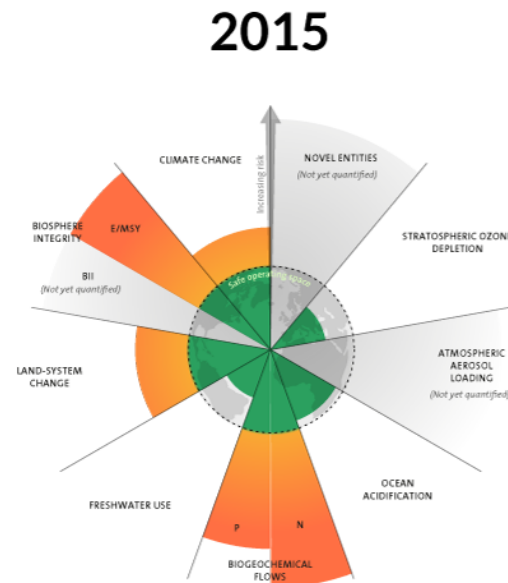 2015
CLIMATE CHANGE
Increasing risk
NOVEL ENTITIES
(Not yet quantified)
STRATOSPHERIC OZONE
DEPLETION
BIOSPHERE
INTEGRITY
E/MSY
BII
(Not yet quantified)
Safe operating space
ATMOSPHERIC
AEROSOL
LOADING
(Not yet quantified)
LAND-SYSTEM
CHANGE
FRESHWATER USE
OCEAN
ACIDIFICATION
P
N
BIOGEOCHEMICAL
FLOWS